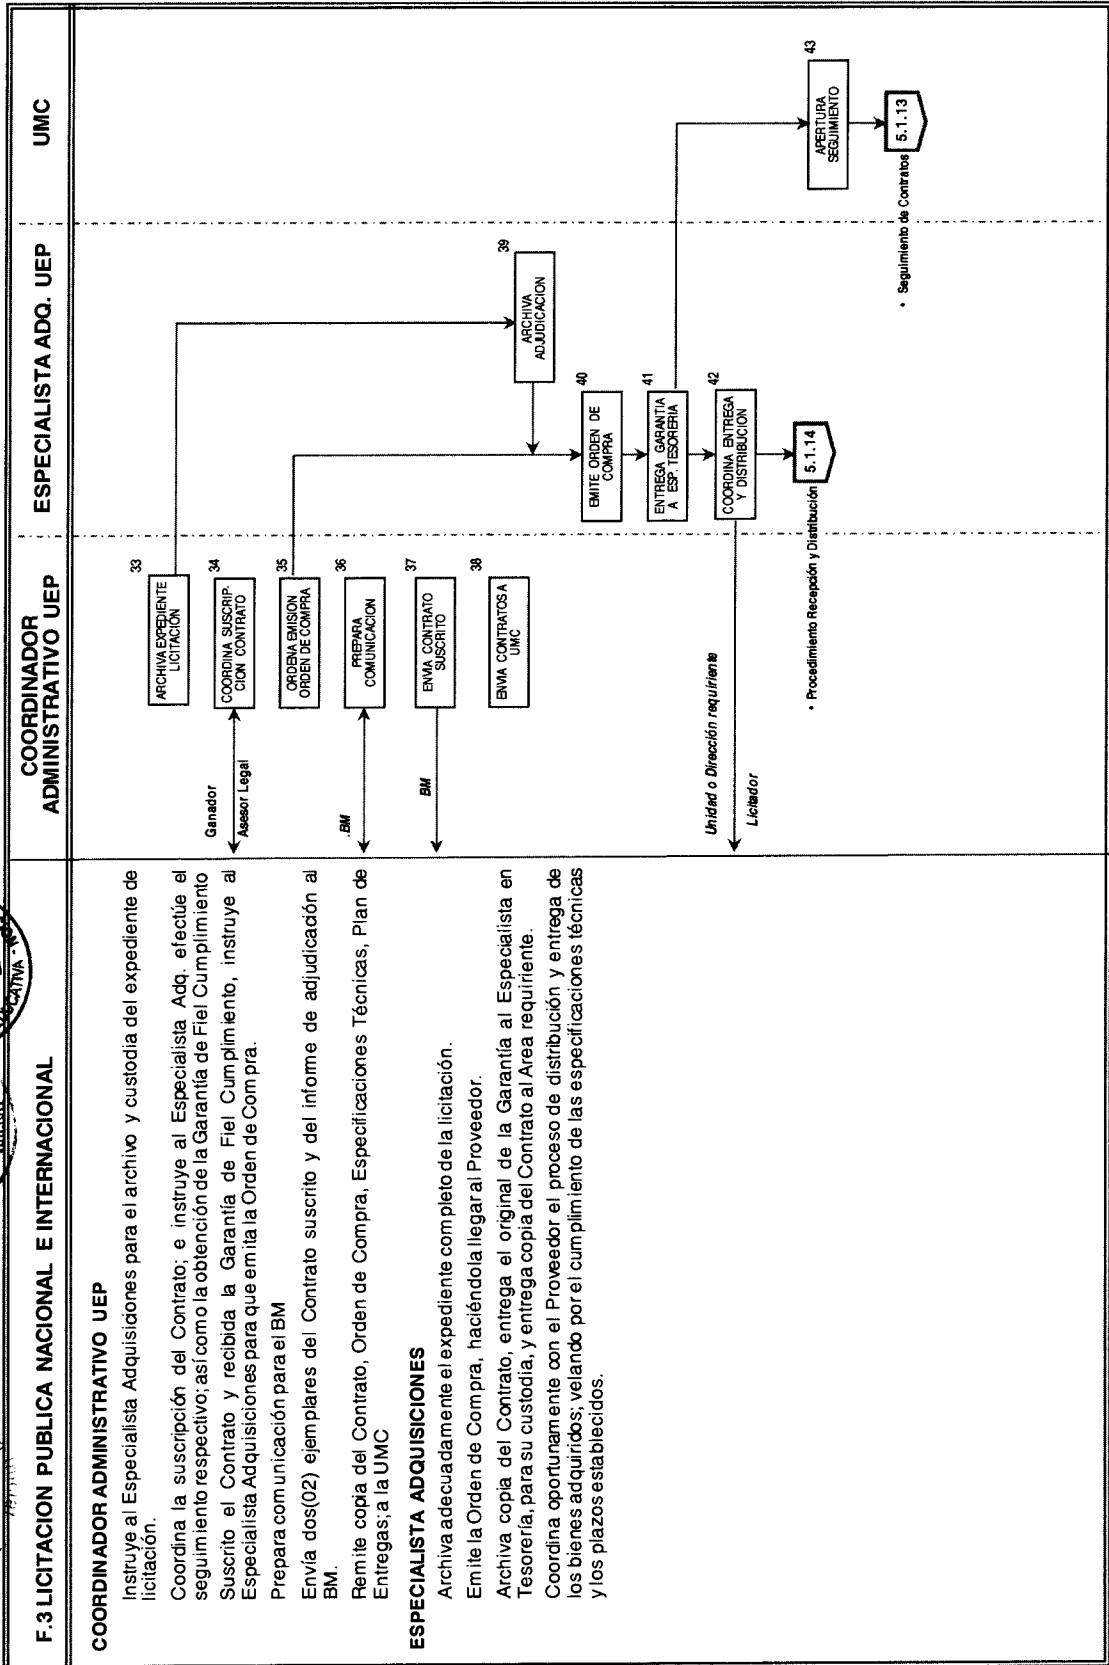 F.3 LICITACION PUBLICA NACIONAL E INTERNACIONAL
COORDINADOR
ADMINISTRATIVO UEP
ESPECIALISTA ADQ. UEP
UMC
COORDINADOR ADMINISTRATIVO UEP
Instruye al Especialista Adquisiciones para el archivo y custodia del expediente de
licitación.
Coordina la suscripción del Contrato; e instruye al Especialista Adq. efectúe el
seguimiento respectivo; así como la obtención de la Garantía de Fiel Cumplimiento
Suscrito el Contrato y recibida la Garantía de Fiel Cumplimiento, instruye al
Especialista Adquisiciones para que emita la Orden de Compra.
Prepara comunicación para el BM
Envía dos(02) ejemplares del Contrato suscrito y del informe de adjudicación al
BM.
Remite copia del Contrato, Orden de Compra, Especificaciones Técnicas, Plan de
Entregas; a la UMC
ESPECIALISTA ADQUISICIONES
Archiva adecuadamente el expediente completo de la licitación.
Emite la Orden de Compra, haciéndola llegar al Proveedor.
Archiva copia del Contrato, entrega el original de la Garantía al Especialista en
Tesorería, para su custodia, y entrega copia del Contrato al Area requiriente.
Coordina oportunamente con el Proveedor el proceso de distribución y entrega de
los bienes adquiridos; velando por el cumplimiento de las especificaciones técnicas
y los plazos establecidos.
33
ARCHIVA EXPEDIENTE
LICITACIÓN
34
COORDINA SUSCRIP-
CION CONTRATO
Ganador
Asesor Legal
35
ORDENA EMISION
ORDEN DE COMPRA
36
PREPARA
COMUNICACION
.BM
37
ENVIA CONTRATO
SUSCRITO
BM
38
ENVIA CONTRATOS A
UMC
39
ARCHIVA
ADJUDICACION
40
EMITE ORDEN DE
COMPRA
41
ENTREGA GARANTIA
A ESP. TESORERIA
42
COORDINA ENTREGA
Y DISTRIBUCION
Unidad o Dirección requiriente
Licitador
5.1.14
• Procedimiento Recepción y Distribución
43
APERTURA
SEGUIMIENTO
5.1.13
• Seguimiento de Contratos